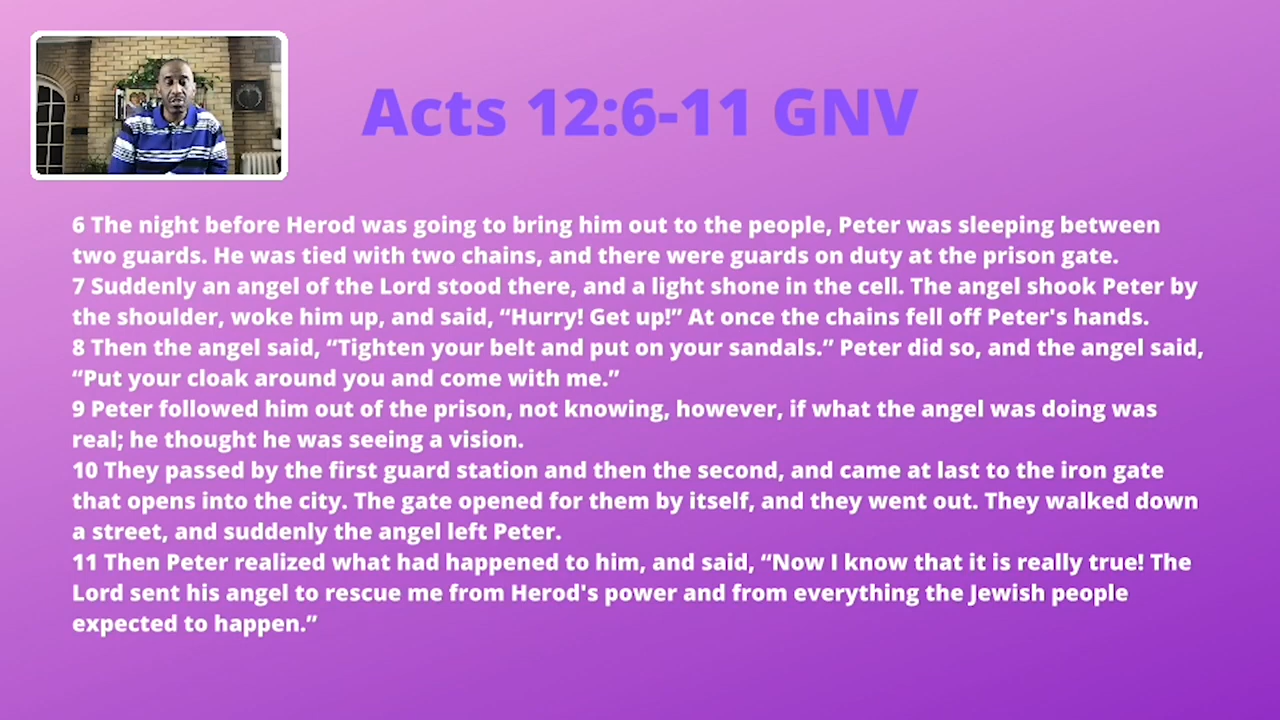 Acts 12:6-11 GNV
6 The night before Herod was going to bring him out to the people, Peter was sleeping between
two guards. He was tied with two chains, and there were guards on duty at the prison gate.
7 Suddenly an angel of the Lord stood there, and a light shone in the cell. The angel shook Peter by
the shoulder, woke him up, and said, “Hurry! Get up!” At once the chains fell off Peter's hands.
8 Then the angel said, “Tighten your belt and put on your sandals.” Peter did so, and the angel said,
“Put your cloak around you and come with me.”
9 Peter followed him out of the prison, not knowing, however, if what the angel was doing was
real; he thought he was seeing a vision.
10 They passed by the first guard station and then the second, and came at last to the iron gate
that opens into the city. The gate opened for them by itself, and they went out. They walked down
a street, and suddenly the angel left Peter.
11 Then Peter realized what had happened to him, and said, “Now I know that it is really true! The
Lord sent his angel to rescue me from Herod's power and from everything the Jewish people
expected to happen.”